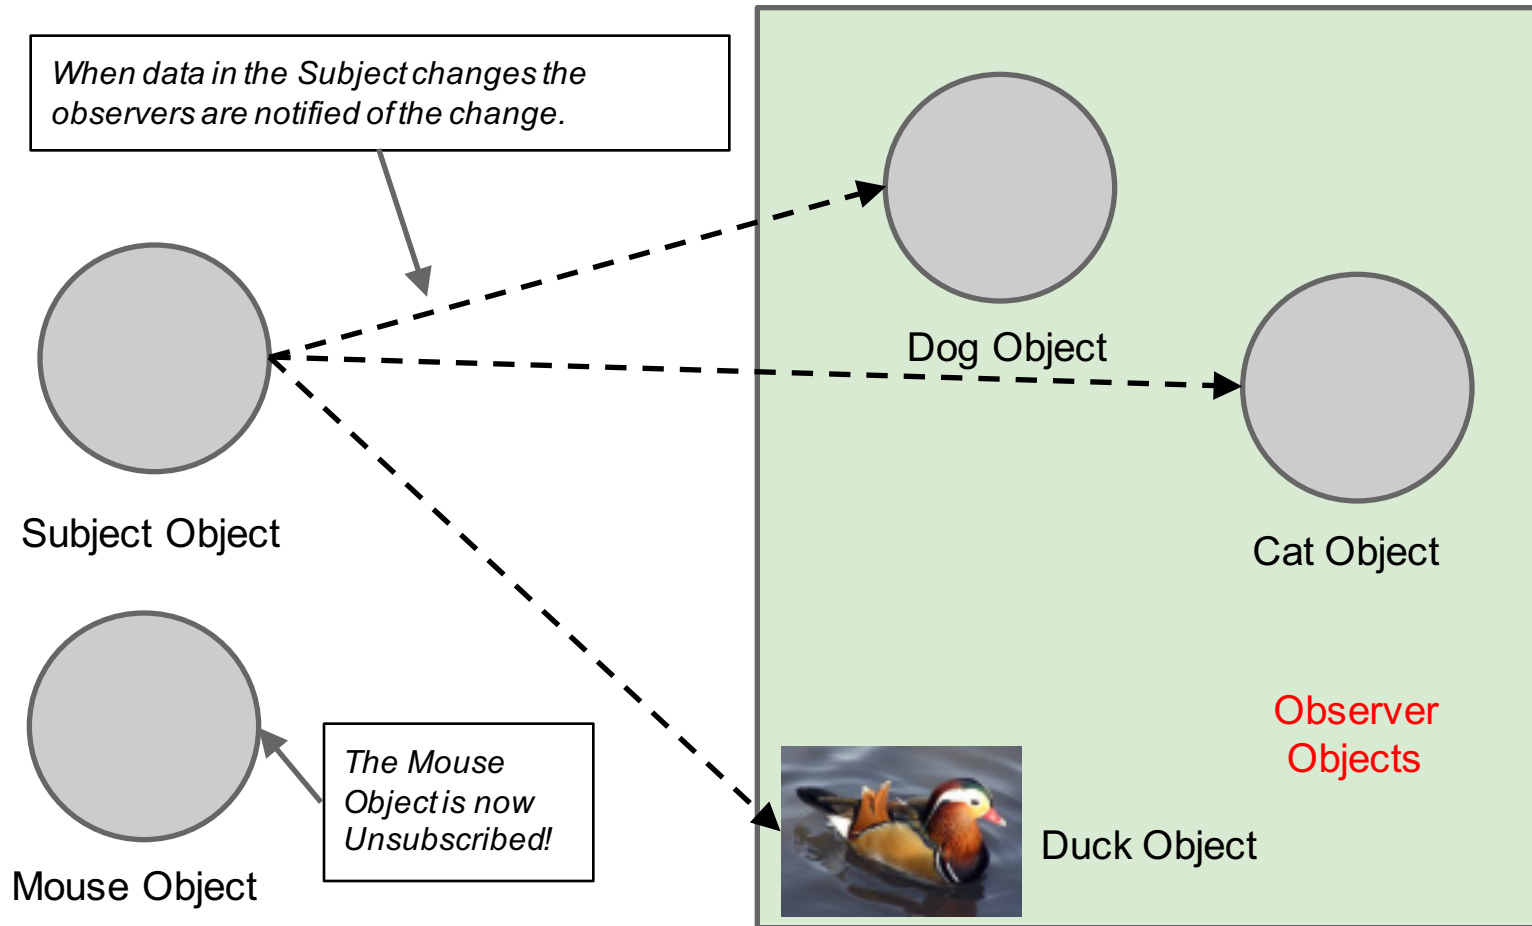 When data in the Subject changes the
observers are notified of the change.
Dog Object
Subject Object
Cat Object
Observer
Objects
The Mouse
Object is now
Unsubscribed!
Duck Object
Mouse Object